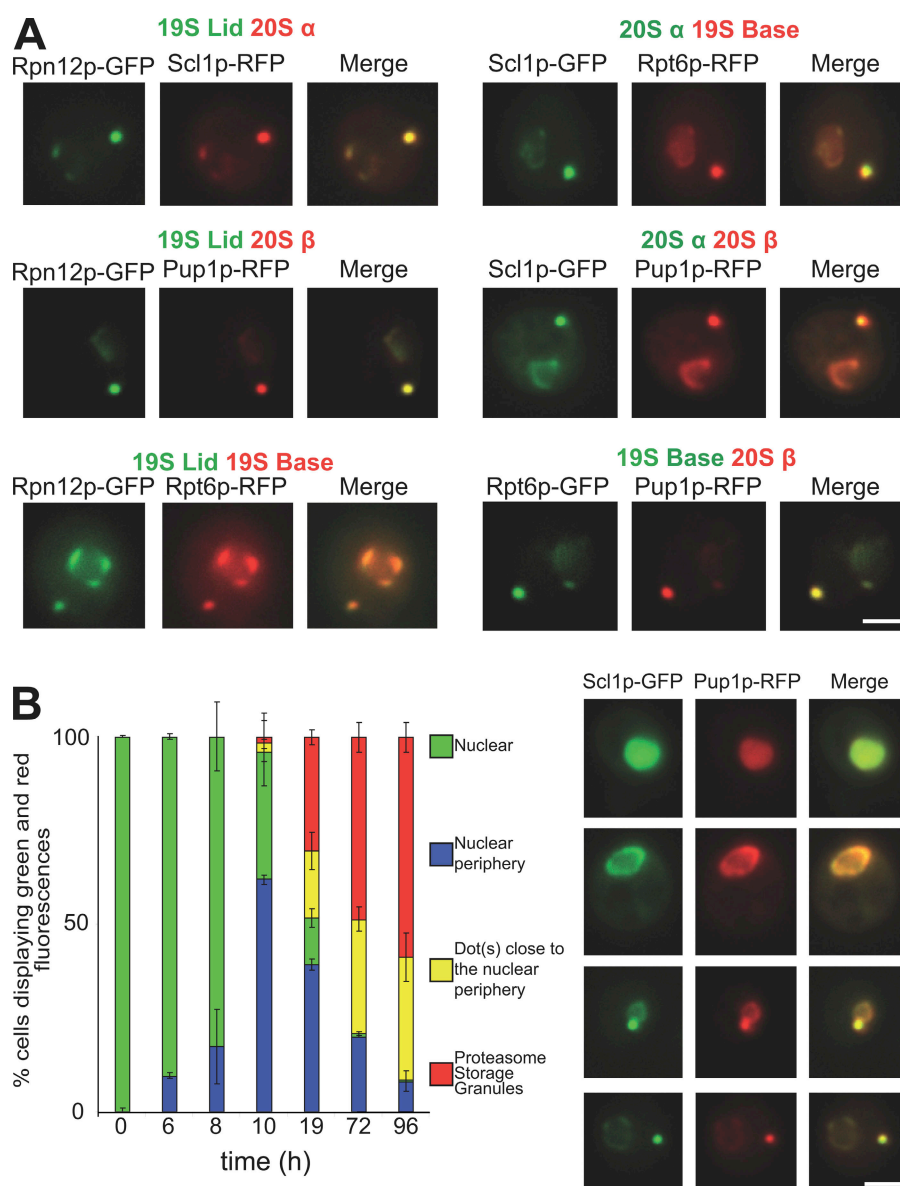 A
19S Lid 20S α
Rpn12p-GFP Scl1p-RFP Merge
20S α 19S Base
Scl1p-GFP Rpt6p-RFP Merge
19S Lid 20S β
Rpn12p-GFP Pup1p-RFP Merge
20S α 20S β
Scl1p-GFP Pup1p-RFP Merge
19S Lid 19S Base
Rpn12p-GFP Rpt6p-RFP Merge
19S Base 20S β
Rpt6p-GFP Pup1p-RFP Merge
B
% cells displaying green and red
fluorescences
100
50
0
0 6 8 10 19 72 96
time (h)
Nuclear
Nuclear
periphery
Dot(s) close to
the nuclear
periphery
Proteasome
Storage
Granules
Scl1p-GFP Pup1p-RFP Merge